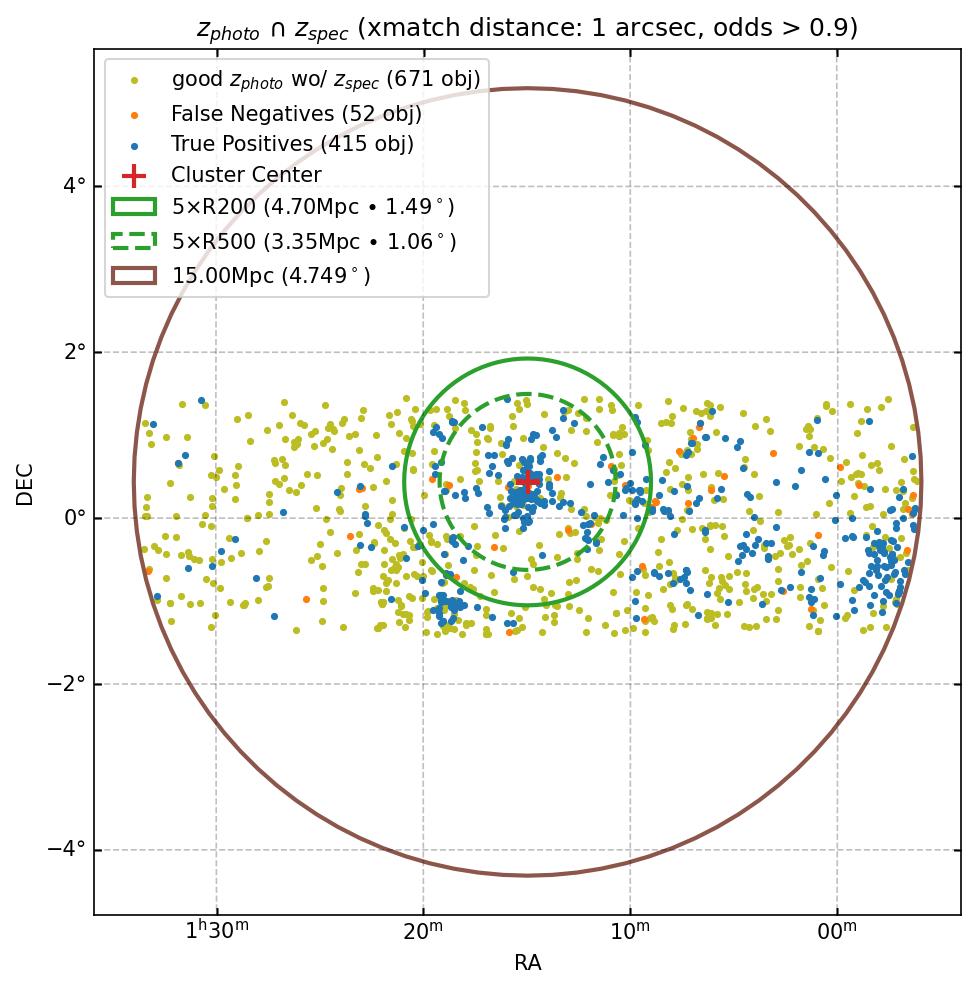 z_photo ∩ z_spec (xmatch distance: 1 arcsec, odds > 0.9)
good z_photo wo/ z_spec (671 obj)
False Negatives (52 obj)
True Positives (415 obj)
Cluster Center
5×R200 (4.70Mpc • 1.49°)
5×R500 (3.35Mpc • 1.06°)
15.00Mpc (4.749°)
4°
2°
0°
−2°
−4°
DEC
1h30m 20m 10m 00m
RA